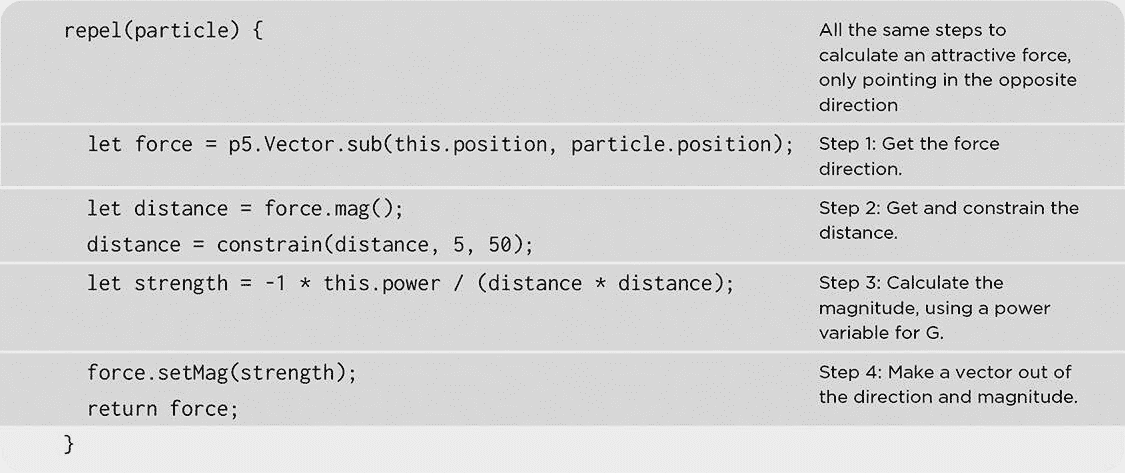 repel(particle) {
All the same steps to
calculate an attractive force,
only pointing in the opposite
direction
let force = p5.Vector.sub(this.position, particle.position);
Step 1: Get the force
direction.
let distance = force.mag();
distance = constrain(distance, 5, 50);
Step 2: Get and constrain the
distance.
let strength = -1 * this.power / (distance * distance);
Step 3: Calculate the
magnitude, using a power
variable for G.
force.setMag(strength);
return force;
Step 4: Make a vector out of
the direction and magnitude.
}